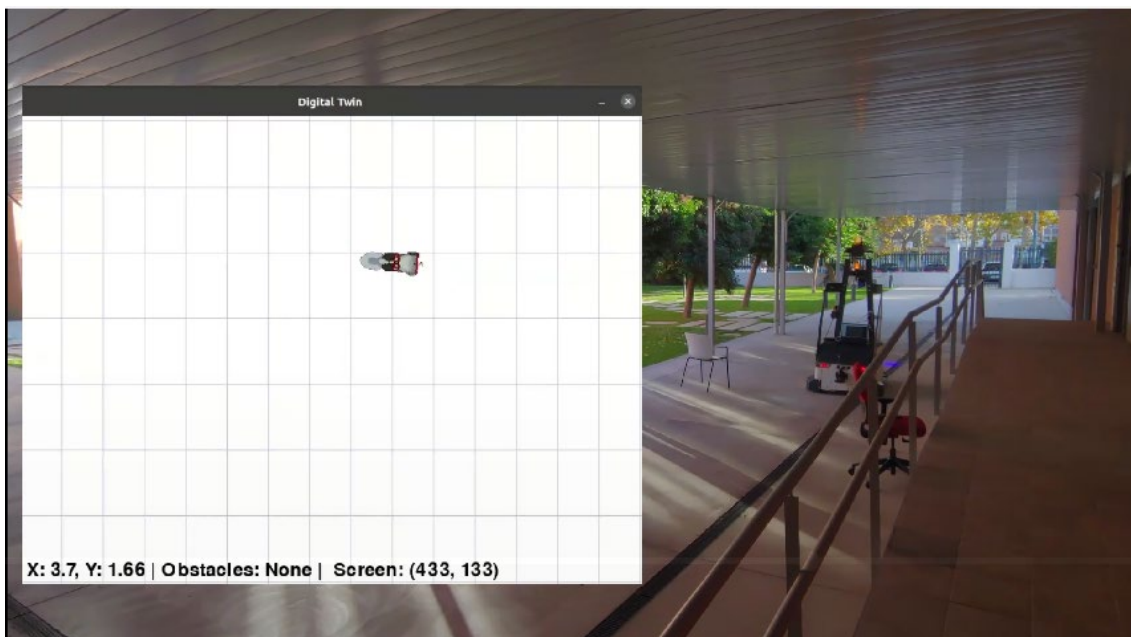 Digital Twin
X: 3.7, Y: 1.66 | Obstacles: None | Screen: (433, 133)